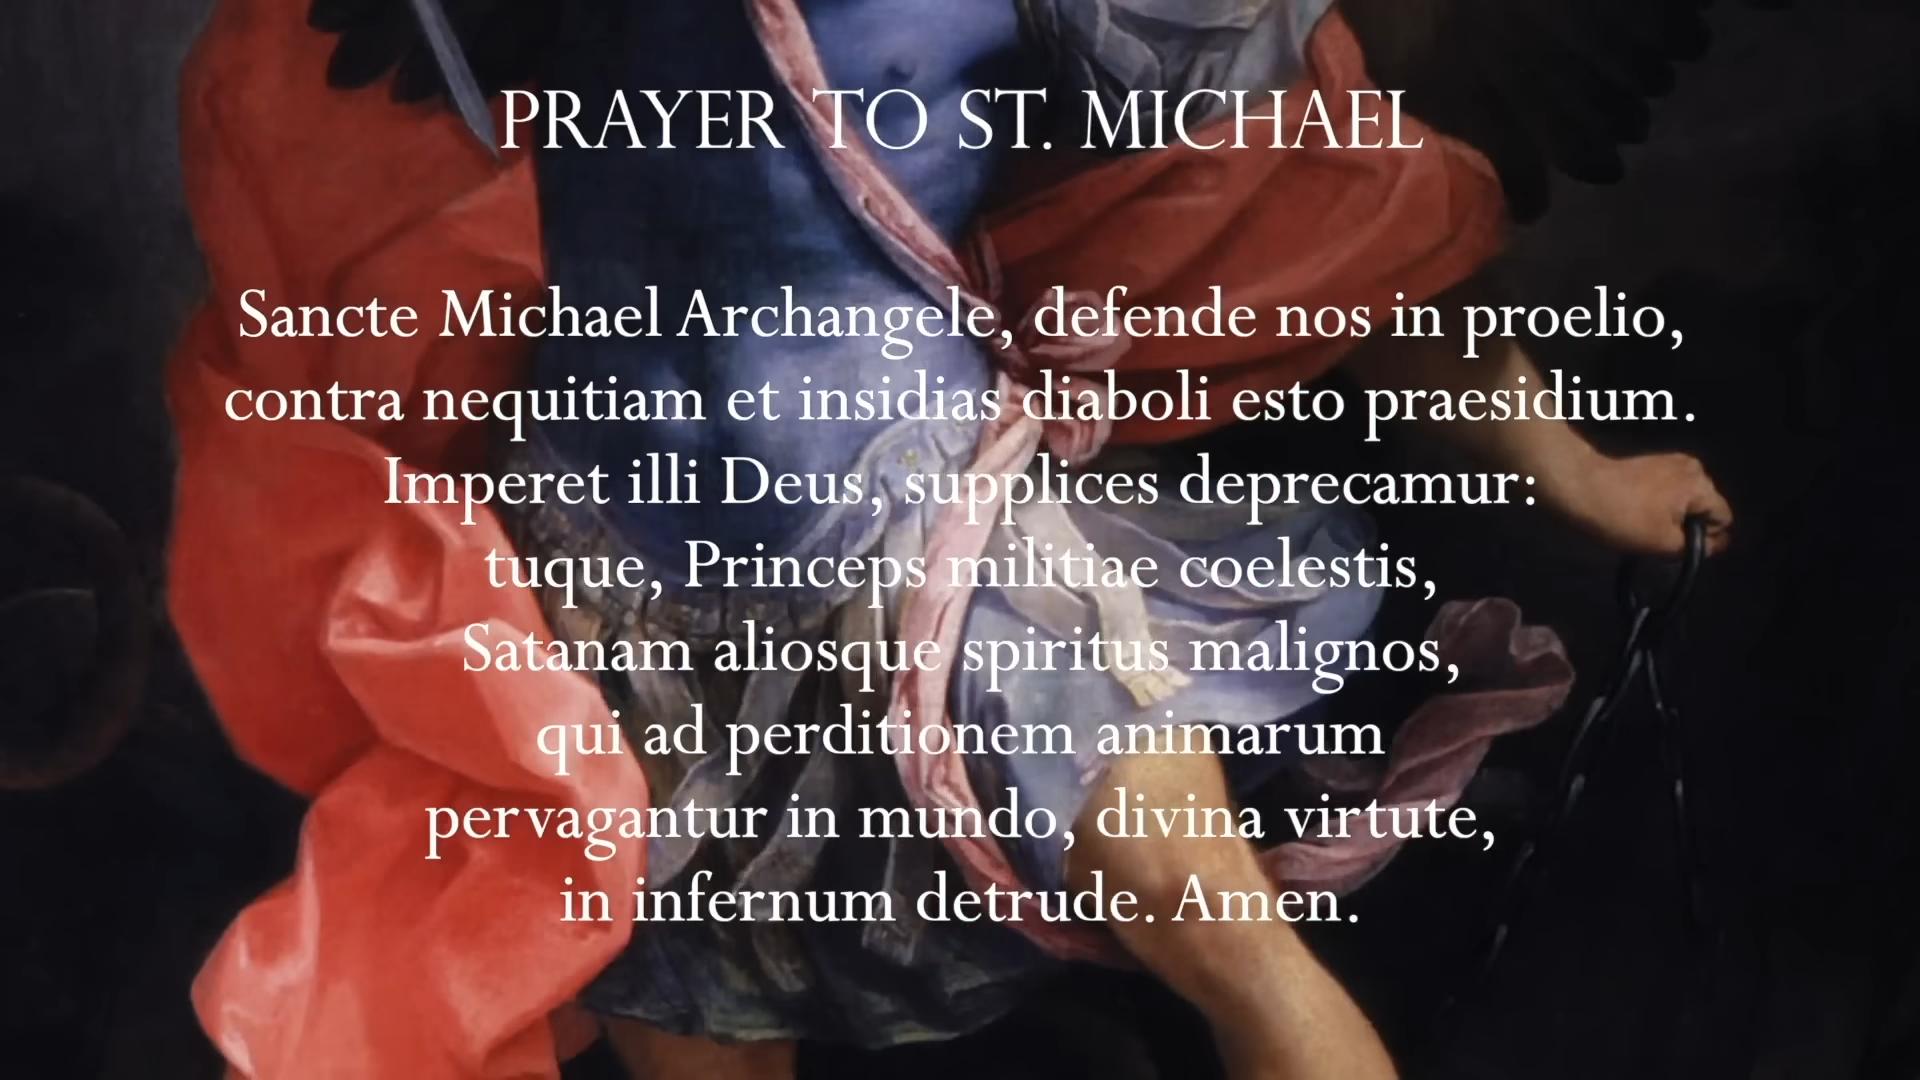 PRAYER TO ST. MICHAEL
Sancte Michael Archangele, defende nos in proelio,
contra nequitiam et insidias diaboli esto praesidium.
Imperet illi Deus, supplices deprecamur:
tuque, Princeps militiae coelestis,
Satanam aliosque spiritus malignos,
qui ad perditionem animarum
pervagantur in mundo, divina virtute,
in infernum detrude. Amen.